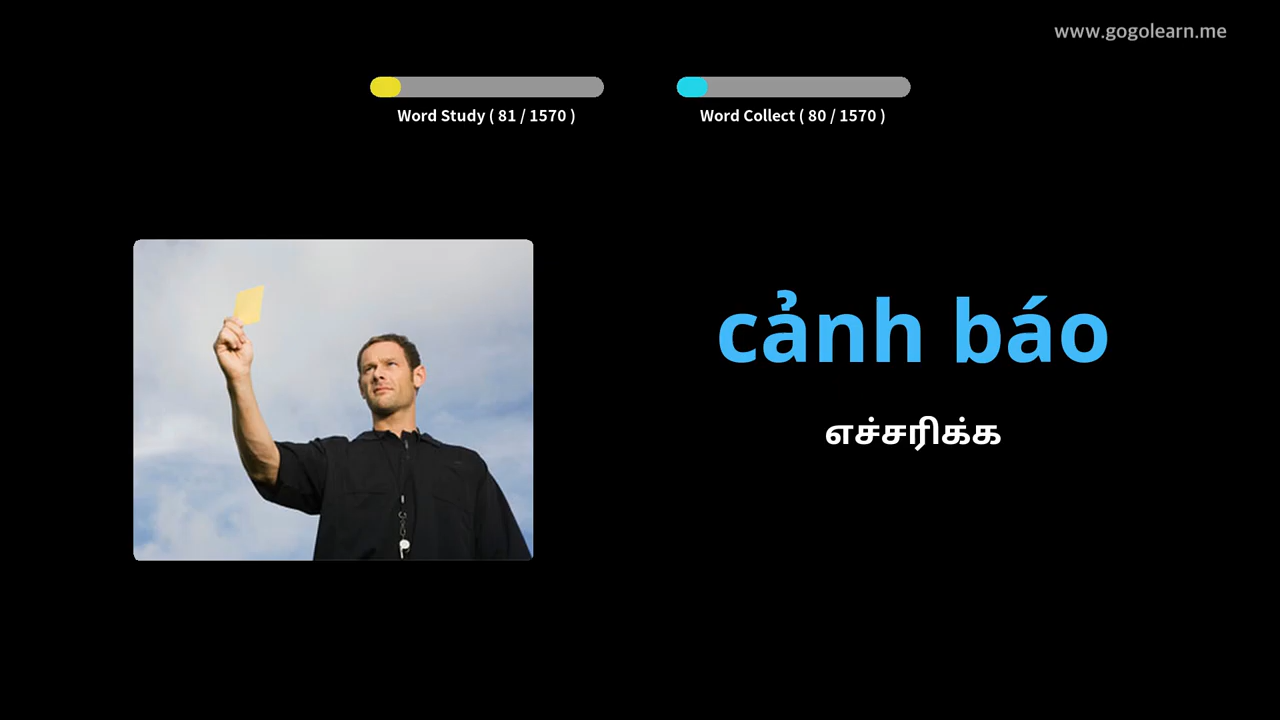 www.gogolearn.me
Word Study ( 81 / 1570 )
Word Collect ( 80 / 1570 )
cảnh báo
எச்சரிக்க